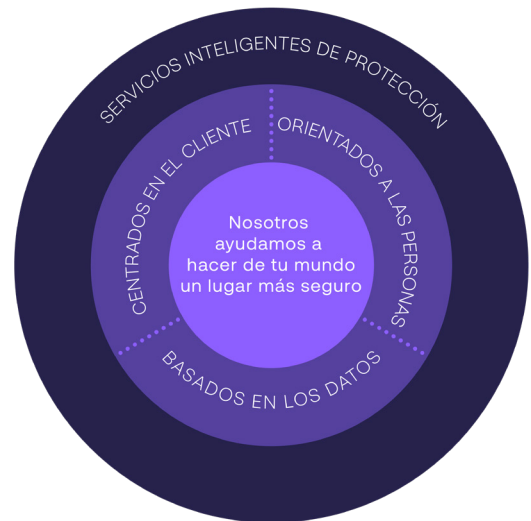 SERVICIOS INTELIGENTES DE PROTECCIÓN
CENTRADOS EN EL CLIENTE
ORIENTADOS A LAS PERSONAS
Nosotros
ayudamos a
hacer de tu mundo
un lugar más seguro
BASADOS EN LOS DATOS